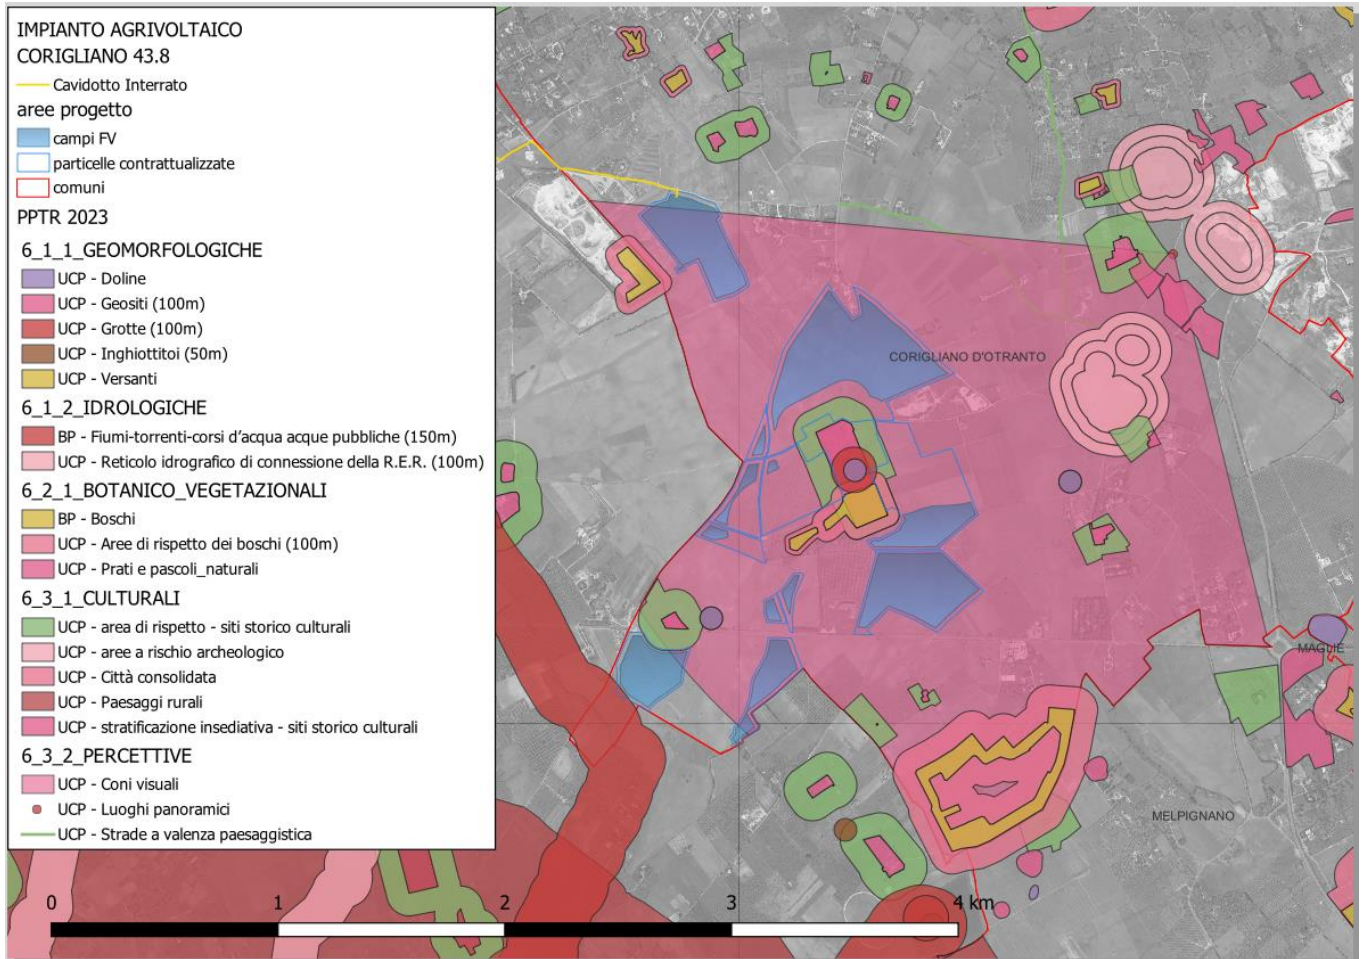 IMPIANTO AGRIVOLTAICO
CORIGLIANO 43.8
Cavidotto Interrato
aree progetto
campi FV
particelle contrattualizzate
comuni
PPTR 2023
6_1_1_GEOMORFOLOGICHE
UCP - Doline
UCP - Geositi (100m)
UCP - Grotte (100m)
UCP - Inghiottitoi (50m)
UCP - Versanti
6_1_2_IDROLOGICHE
BP - Fiumi-torrenti-corsi d'acqua acque pubbliche (150m)
UCP - Reticolo idrografico di connessione della R.E.R. (100m)
6_2_1_BOTANICO_VEGETAZIONALI
BP - Boschi
UCP - Aree di rispetto dei boschi (100m)
UCP - Prati e pascoli_naturali
6_3_1_CULTURALI
UCP - area di rispetto - siti storico culturali
UCP - aree a rischio archeologico
UCP - Città consolidata
UCP - Paesaggi rurali
UCP - stratificazione insediativa - siti storico culturali
6_3_2_PERCETTIVE
UCP - Coni visuali
UCP - Luoghi panoramici
UCP - Strade a valenza paesaggistica
CORIGLIANO D'OTRANTO
MAGLIE
MELPIGNANO
0 1 2 3 4 km